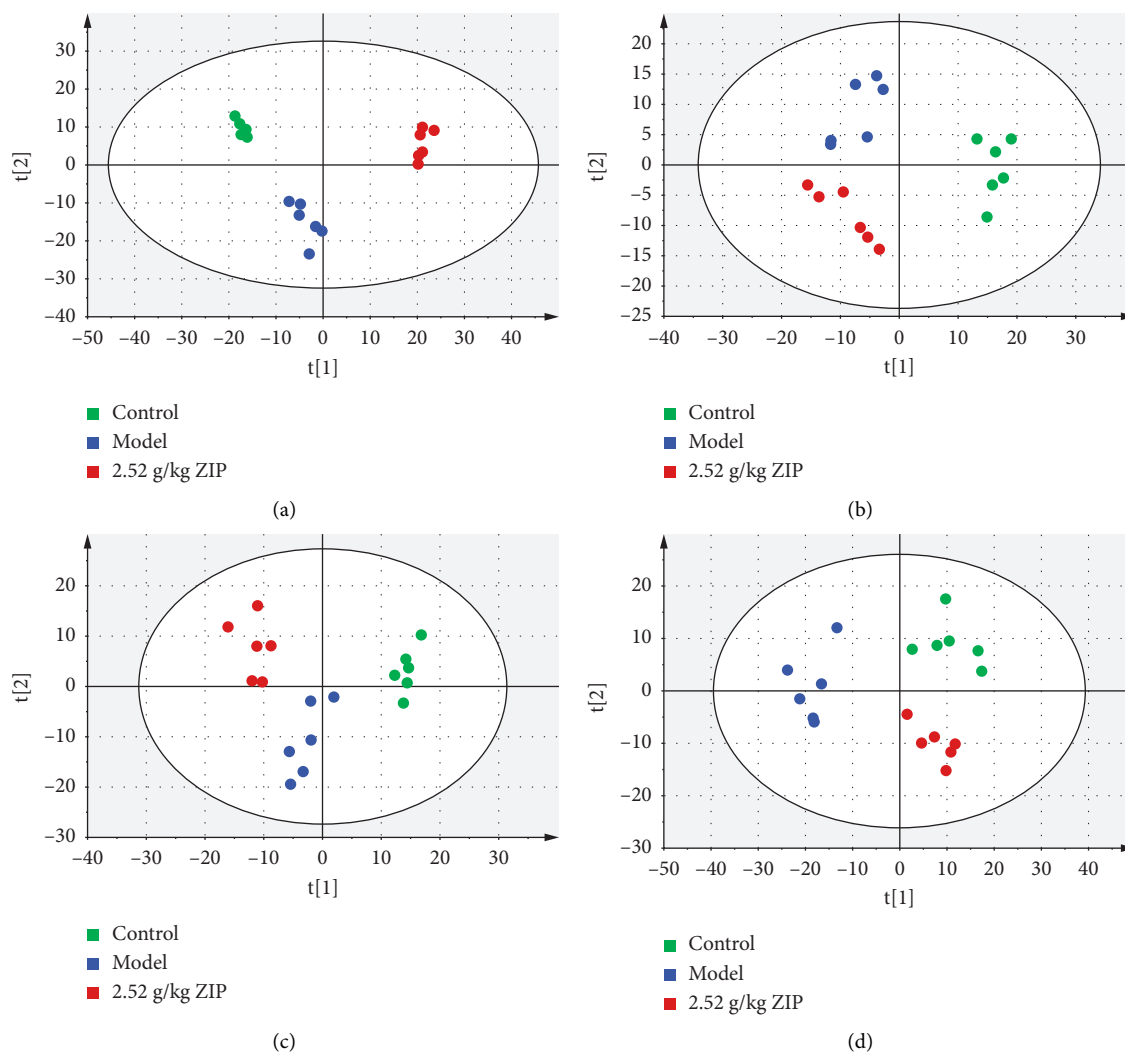 t[2]
30
20
10
0
−10
−20
−30
−40
−50 −40 −30 −20 −10 0 10 20 30 40
t[1]
Control
Model
2.52 g/kg ZIP
(a)
t[2]
20
15
10
5
0
−5
−10
−15
−20
−25
−40 −30 −20 −10 0 10 20 30
t[1]
Control
Model
2.52 g/kg ZIP
(b)
t[2]
20
10
0
−10
−20
−30
−40 −30 −20 −10 0 10 20 30
t[1]
Control
Model
2.52 g/kg ZIP
(c)
t[2]
20
10
0
−10
−20
−30
−50 −40 −30 −20 −10 0 10 20 30 40
t[1]
Control
Model
2.52 g/kg ZIP
(d)